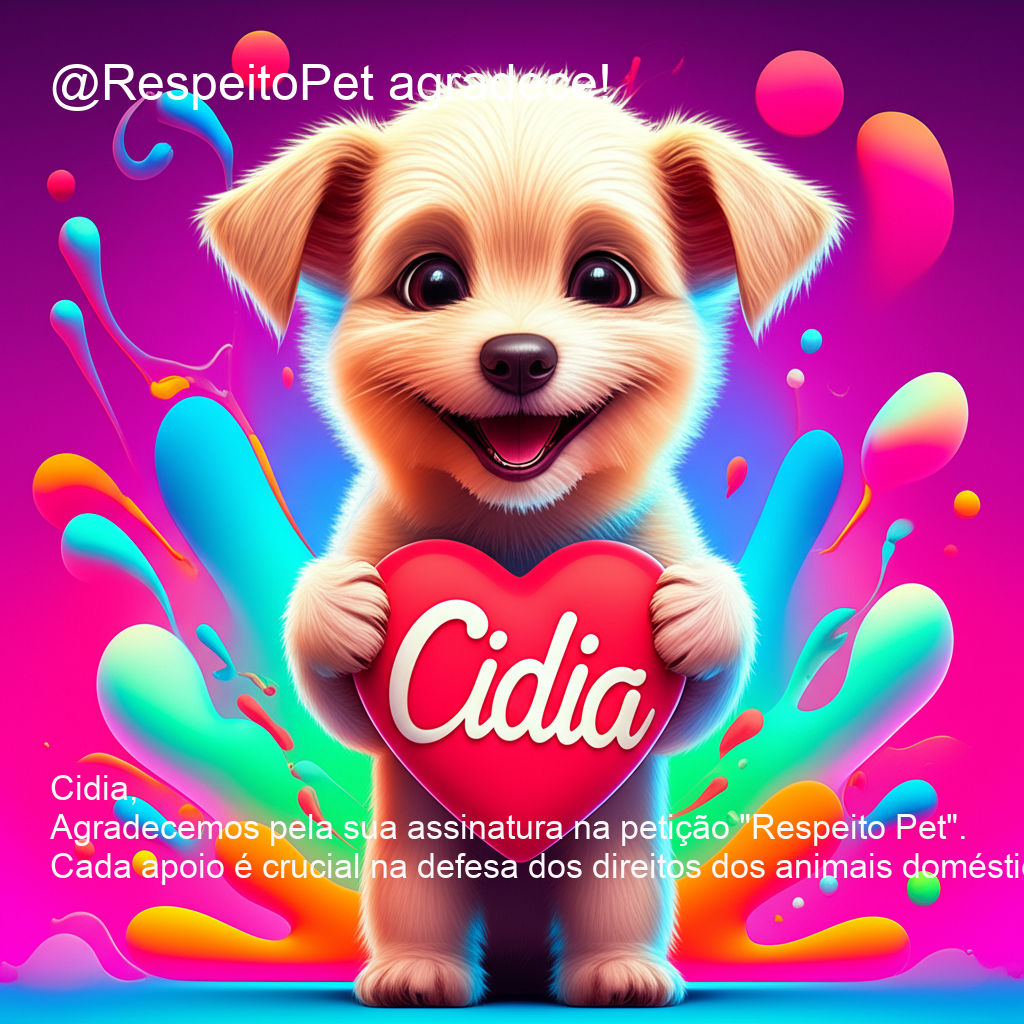 @RespeitoPet agradece!
Cidia
Cidia,
Agradecemos pela sua assinatura na petição "Respeito Pet".
Cada apoio é crucial na defesa dos direitos dos animais